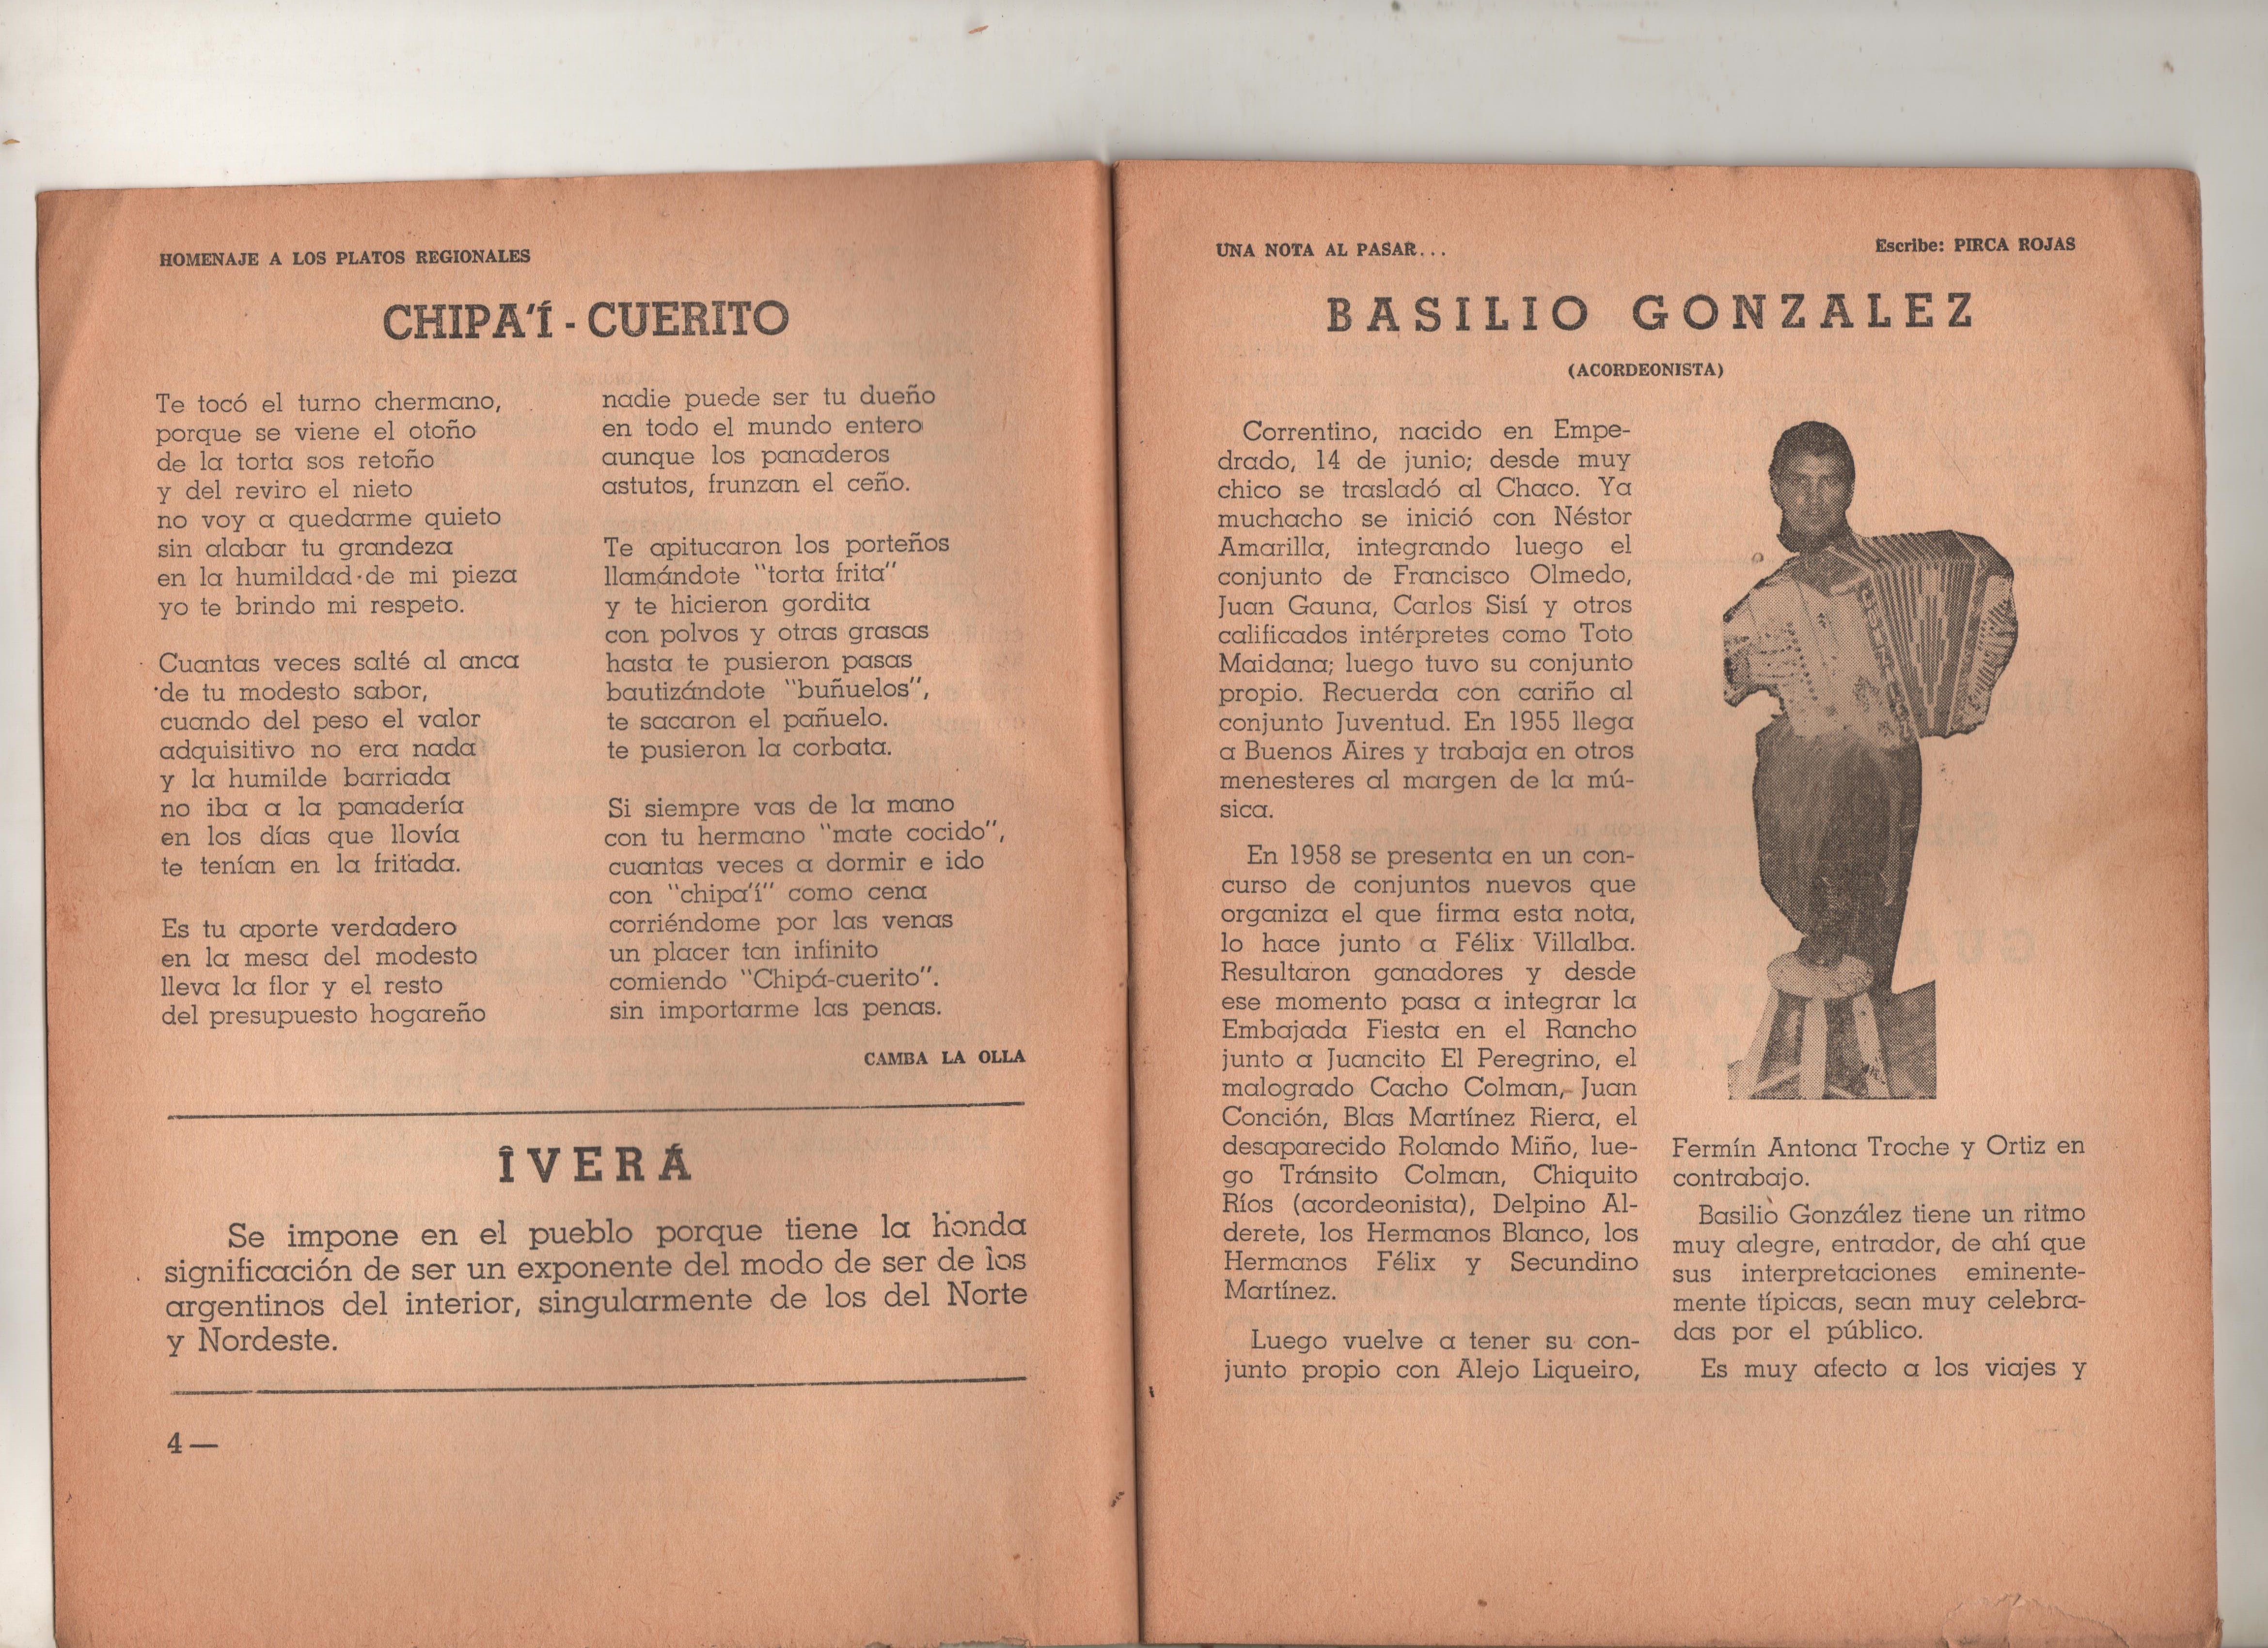 HOMENAJE A LOS PLATOS REGIONALES
CHIPA'Í - CUERITO
Te tocó el turno chermano,
porque se viene el otoño
de la torta sos retoño
y del reviro el nieto
no voy a quedarme quieto
sin alabar tu grandeza
en la humildad de mi pieza
yo te brindo mi respeto.
Cuantas veces salté al anca
de tu modesto sabor,
cuando del peso el valor
adquisitivo no era nada
y la humilde barriada
no iba a la panadería
en los días que llovía
te tenían en la fritada.
Es tu aporte verdadero
en la mesa del modesto
lleva la flor y el resto
del presupuesto hogareño
nadie puede ser tu dueño
en todo el mundo entero
aunque los panaderos
astutos, frunzan el ceño.
Te apitucaron los porteños
llamándote "torta frita"
y te hicieron gordita
con polvos y otras grasas
hasta te pusieron pasas
bautizándote "buñuelos",
te sacaron el pañuelo.
te pusieron la corbata.
Si siempre vas de la mano
con tu hermano "mate cocido",
cuantas veces a dormir e ido
con "chipa'í" como cena
corriéndome por las venas
un placer tan infinito
comiendo "Chipá-cuerito".
sin importarme las penas.
CAMBA LA OLLA
ÎVERÁ
Se impone en el pueblo porque tiene la honda
significación de ser un exponente del modo de ser de los
argentinos del interior, singularmente de los del Norte
y Nordeste.
4 —
UNA NOTA AL PASAR...
Escribe: PIRCA ROJAS
BASILIO GONZALEZ
(ACORDEONISTA)
Correntino, nacido en Empe-
drado, 14 de junio; desde muy
chico se trasladó al Chaco. Ya
muchacho se inició con Néstor
Amarilla, integrando luego el
conjunto de Francisco Olmedo,
Juan Gauna, Carlos Sisí y otros
calificados intérpretes como Toto
Maidana; luego tuvo su conjunto
propio. Recuerda con cariño al
conjunto Juventud. En 1955 llega
a Buenos Aires y trabaja en otros
menesteres al margen de la mú-
sica.
En 1958 se presenta en un con-
curso de conjuntos nuevos que
organiza el que firma esta nota,
lo hace junto a Félix Villalba.
Resultaron ganadores y desde
ese momento pasa a integrar la
Embajada Fiesta en el Rancho
junto a Juancito El Peregrino, el
malogrado Cacho Colman, Juan
Conción, Blas Martínez Riera, el
desaparecido Rolando Miño, lue-
go Tránsito Colman, Chiquito
Ríos (acordeonista), Delpino Al-
derete, los Hermanos Blanco, los
Hermanos Félix y Secundino
Martínez.
Luego vuelve a tener su con-
junto propio con Alejo Liqueiro,
Fermín Antona Troche y Ortiz en
contrabajo.
Basilio González tiene un ritmo
muy alegre, entrador, de ahí que
sus interpretaciones eminente-
mente típicas, sean muy celebra-
das por el público.
Es muy afecto a los viajes y